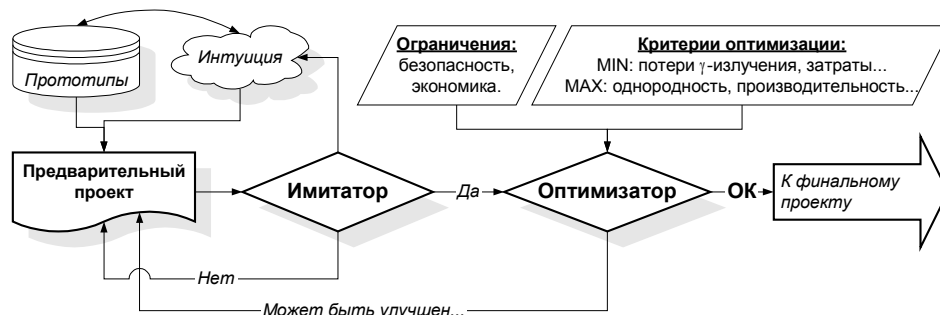 Прототипы
Интуиция
Ограничения:
безопасность,
экономика.
Критерии оптимизации:
MIN: потери γ-излучения, затраты...
MAX: однородность, производительность...
Предварительный
проект
Имитатор
Да
Оптимизатор
ОК
К финальному
проекту
Нет
Может быть улучшен...